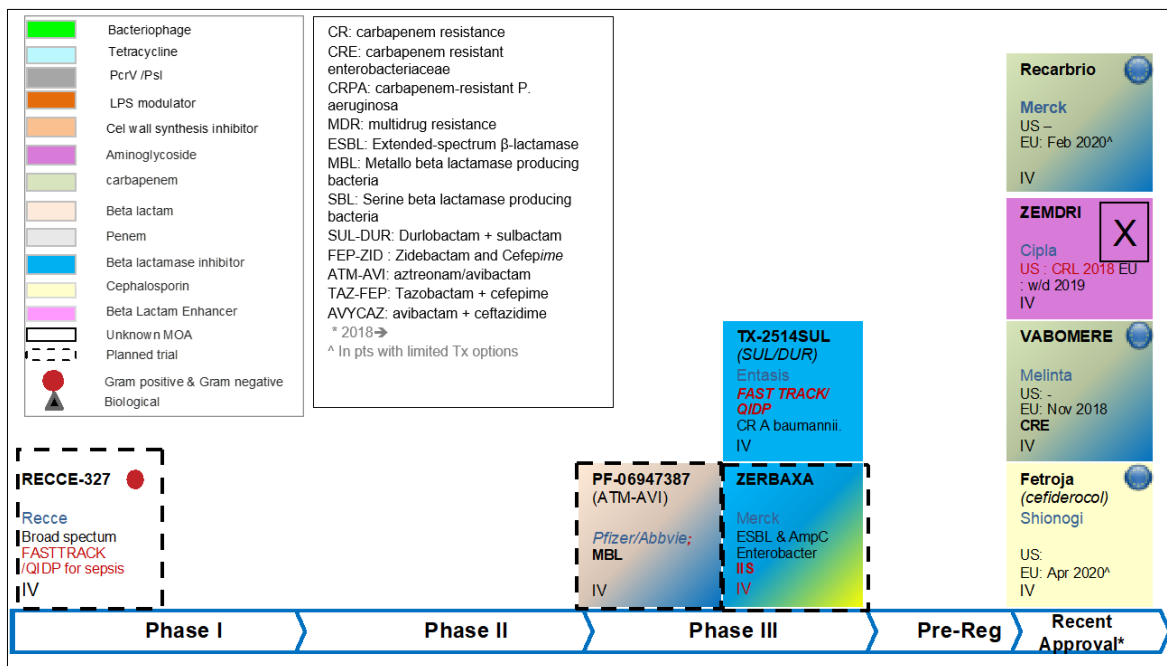 Bacteriophage
Tetracycline
PcrV /Psl
LPS modulator
Cel wall synthesis inhibitor
Aminoglycoside
carbapenem
Beta lactam
Penem
Beta lactamase inhibitor
Cephalosporin
Beta Lactam Enhancer
Unknown MOA
Planned trial
Gram positive & Gram negative
Biological
CR: carbapenem resistance
CRE: carbapenem resistant
enterobacteriaceae
CRPA: carbapenem-resistant P.
aeruginosa
MDR: multidrug resistance
ESBL: Extended-spectrum β-lactamase
MBL: Metallo beta lactamase producing
bacteria
SBL: Serine beta lactamase producing
bacteria
SUL-DUR: Durlobactam + sulbactam
FEP-ZID : Zidebactam and Cefepime
ATM-AVI: aztreonam/avibactam
TAZ-FEP: Tazobactam + cefepime
AVYCAZ: avibactam + ceftazidime
* 2018➔
^ In pts with limited Tx options
RECCE-327
Recce
Broad spectum
FASTTRACK
/QIDP for sepsis
IV
PF-06947387
(ATM-AVI)
Pfizer/Abbvie;
MBL
IV
TX-2514SUL
(SUL/DUR)
Entasis
FAST TRACK/
QIDP
CR A baumannii.
IV
ZERBAXA
Merck
ESBL & AmpC
Enterobacter
IIS
IV
Recarbrio
Merck
US –
EU: Feb 2020^
IV
ZEMDRI
X
Cipla
US : CRL 2018 EU
: w/d 2019
IV
VABOMERE
Melinta
US: -
EU: Nov 2018
CRE
IV
Fetroja
(cefiderocol)
Shionogi
US:
EU: Apr 2020^
IV
Phase I
Phase II
Phase III
Pre-Reg
Recent
Approval*